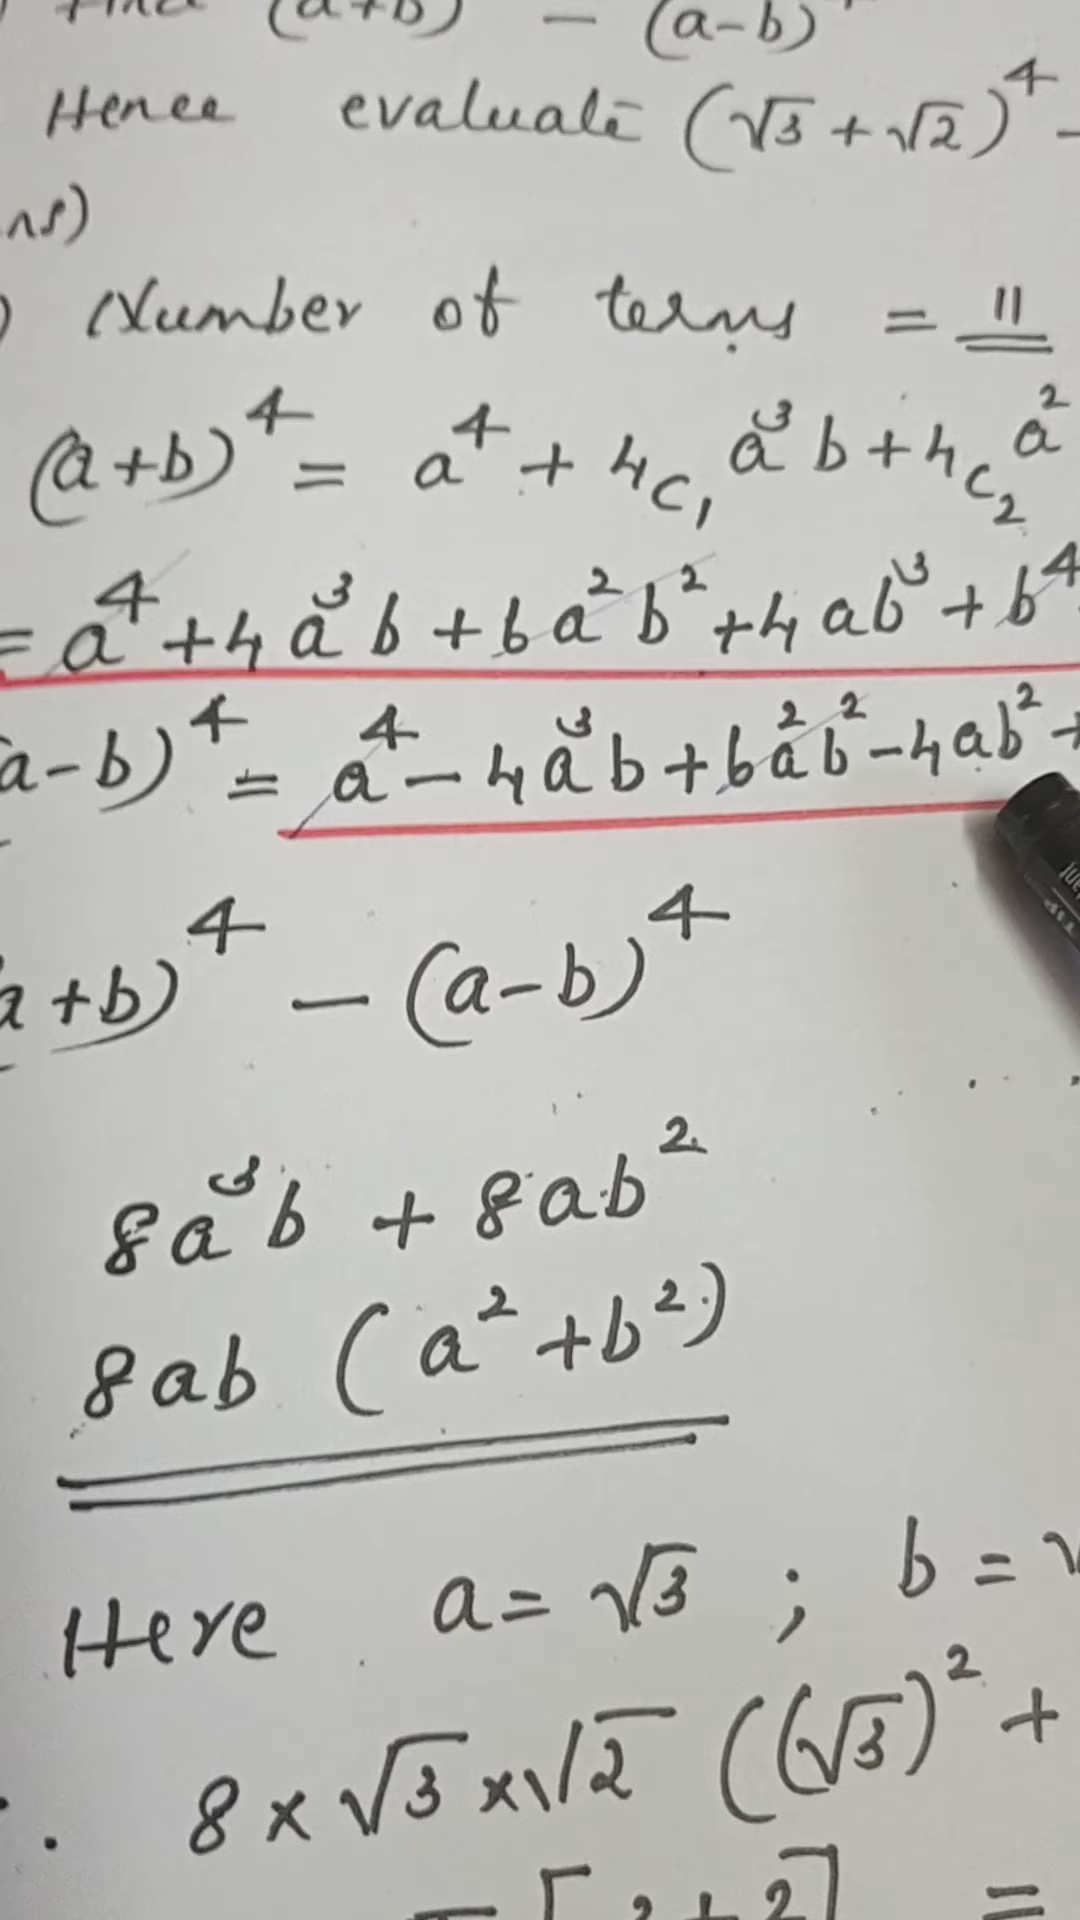 (a+b) - (a-b)
Hence evaluate (√3 + √2)⁴ -
ns)
) Number of terms = 11
(a+b)⁴ = a⁴ + 4C₁ a³b + 4C₂ a²
= a⁴ + 4a³b + 6a²b² + 4ab³ + b⁴
(a-b)⁴ = a⁴ - 4a³b + 6a²b² - 4ab² +
a+b)⁴ - (a-b)⁴
8a³b + 8ab²
8ab (a² + b²)
Here a = √3 ; b = √
8 × √3 × √2 ((√3)² +
2] =